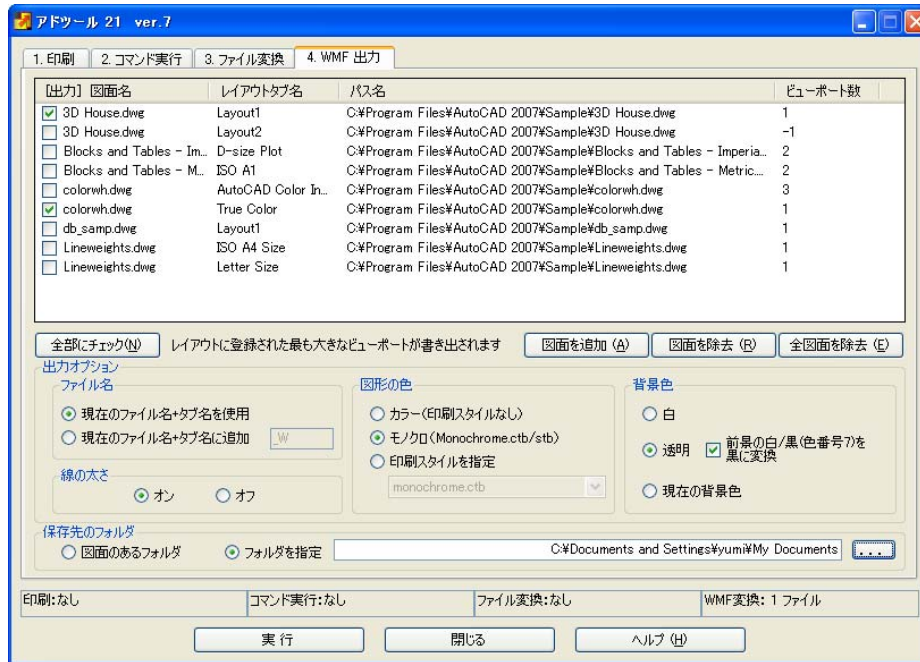 アドツール 21 ver.7
1. 印刷 2. コマンド実行 3. ファイル変換 4. WMF 出力
[出力] 図面名 レイアウトタブ名 パス名 ビューポート数
3D House.dwg Layout1 C:¥Program Files¥AutoCAD 2007¥Sample¥3D House.dwg 1
3D House.dwg Layout2 C:¥Program Files¥AutoCAD 2007¥Sample¥3D House.dwg -1
Blocks and Tables - Im... D-size Plot C:¥Program Files¥AutoCAD 2007¥Sample¥Blocks and Tables - Imperia... 2
Blocks and Tables - M... ISO A1 C:¥Program Files¥AutoCAD 2007¥Sample¥Blocks and Tables - Metric... 2
colorwh.dwg AutoCAD Color In... C:¥Program Files¥AutoCAD 2007¥Sample¥colorwh.dwg 3
colorwh.dwg True Color C:¥Program Files¥AutoCAD 2007¥Sample¥colorwh.dwg 1
db_samp.dwg Layout1 C:¥Program Files¥AutoCAD 2007¥Sample¥db_samp.dwg 1
Lineweights.dwg ISO A4 Size C:¥Program Files¥AutoCAD 2007¥Sample¥Lineweights.dwg 1
Lineweights.dwg Letter Size C:¥Program Files¥AutoCAD 2007¥Sample¥Lineweights.dwg 1
全部にチェック(N) レイアウトに登録された最も大きなビューポートが書き出されます 図面を追加 (A) 図面を除去 (R) 全図面を除去 (E)
出力オプション
ファイル名 図形の色 背景色
現在のファイル名+タブ名を使用 カラー(印刷スタイルなし) 白
現在のファイル名+タブ名に追加 _W モノクロ(Monochrome.ctb/stb) 透明 前景の白/黒(色番号7)を
黒に変換
印刷スタイルを指定
線の太さ monochrome.ctb
オン オフ 現在の背景色
保存先のフォルダ
図面のあるフォルダ フォルダを指定 C:¥Documents and Settings¥yumi¥My Documents ...
印刷:なし コマンド実行:なし ファイル変換:なし WMF変換: 1 ファイル
実 行 閉じる ヘルプ (H)